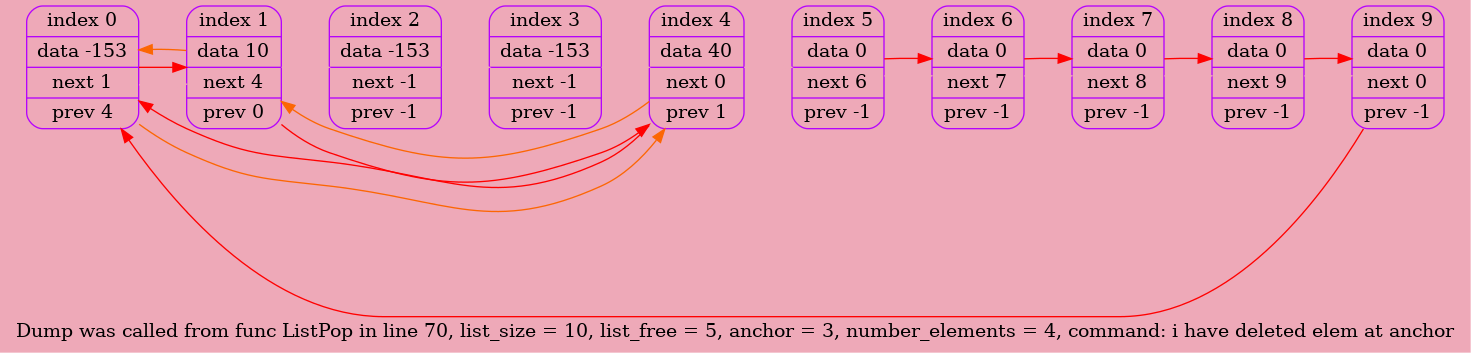 index 0
data -153
next 1
prev 4
index 1
data 10
next 4
prev 0
index 2
data -153
next -1
prev -1
index 3
data -153
next -1
prev -1
index 4
data 40
next 0
prev 1
index 5
data 0
next 6
prev -1
index 6
data 0
next 7
prev -1
index 7
data 0
next 8
prev -1
index 8
data 0
next 9
prev -1
index 9
data 0
next 0
prev -1
Dump was called from func ListPop in line 70, list_size = 10, list_free = 5, anchor = 3, number_elements = 4, command: i have deleted elem at anchor